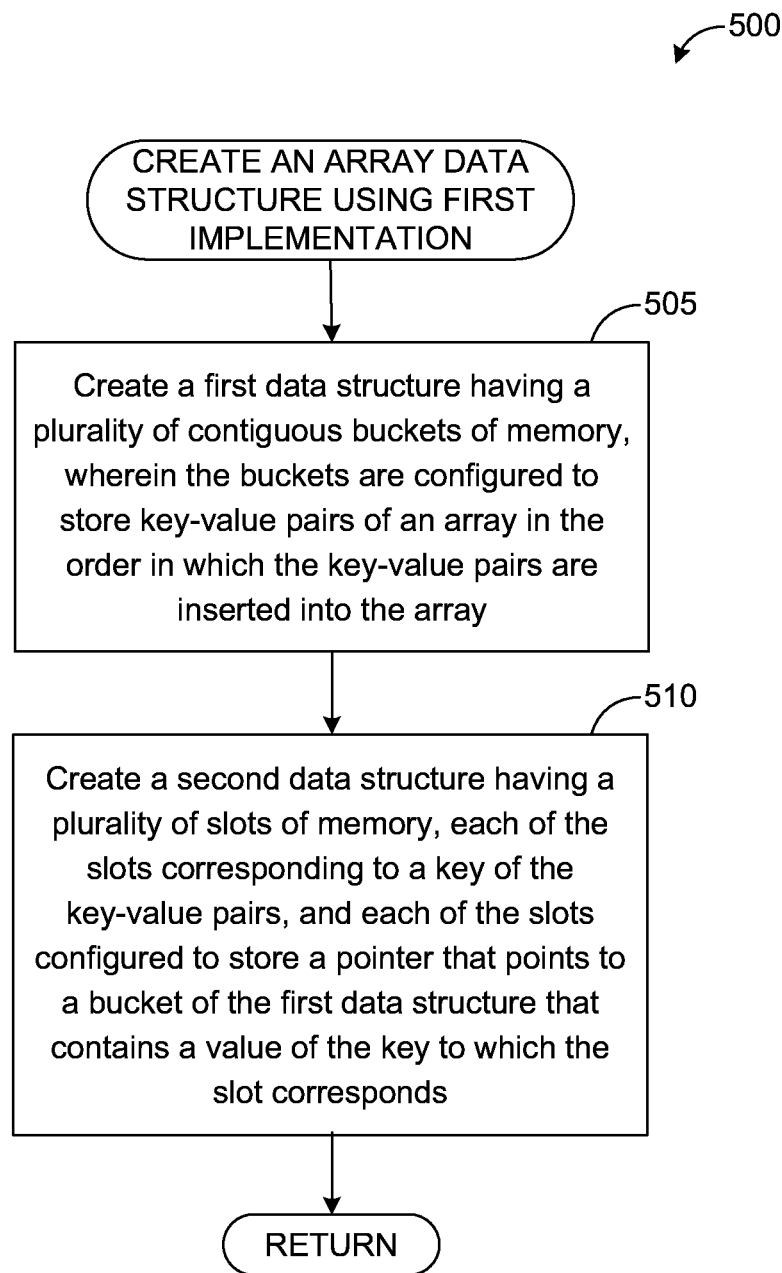 500
CREATE AN ARRAY DATA
STRUCTURE USING FIRST
IMPLEMENTATION
505
Create a first data structure having a
plurality of contiguous buckets of memory,
wherein the buckets are configured to
store key-value pairs of an array in the
order in which the key-value pairs are
inserted into the array
510
Create a second data structure having a
plurality of slots of memory, each of the
slots corresponding to a key of the
key-value pairs, and each of the slots
configured to store a pointer that points to
a bucket of the first data structure that
contains a value of the key to which the
slot corresponds
RETURN